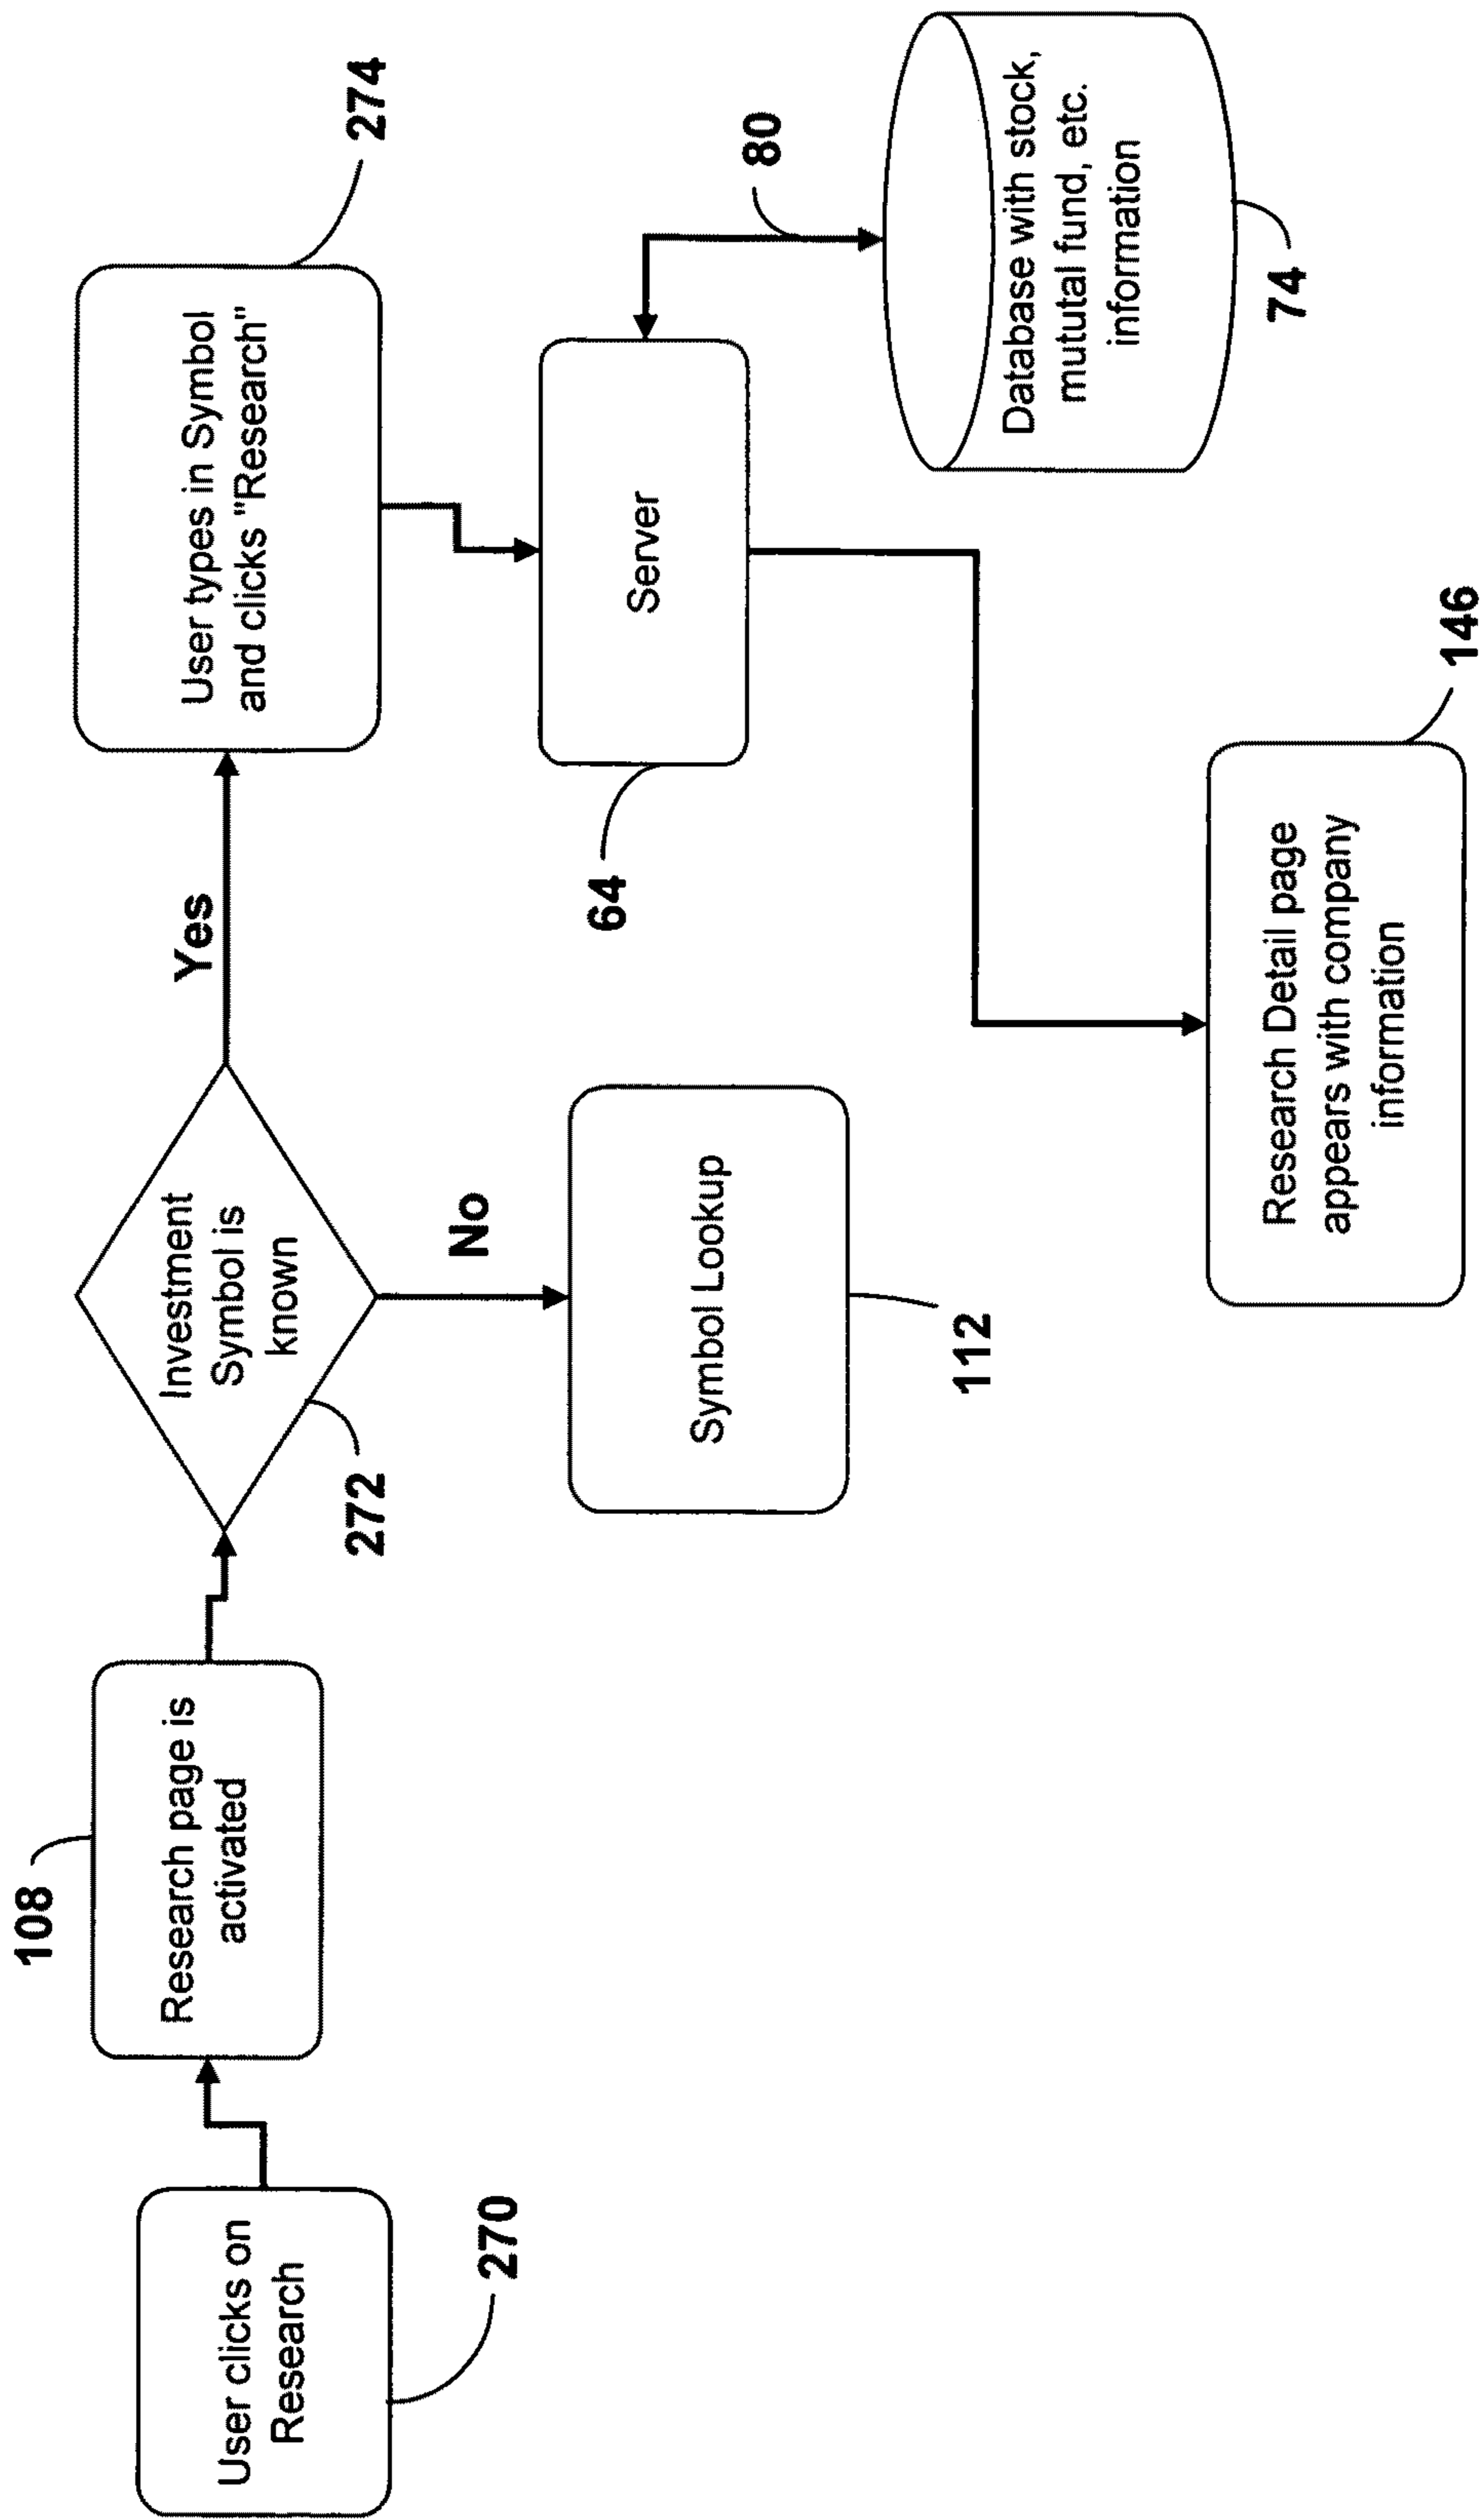 User clicks on
Research
270
108
Research page is
activated
Investment
Symbol is
known
272
Yes
No
Symbol Lookup
112
User types in Symbol
and clicks "Research"
274
Server
64
80
Database with stock,
mututal fund, etc.
information
74
Research Detail page
appears with company
information
146